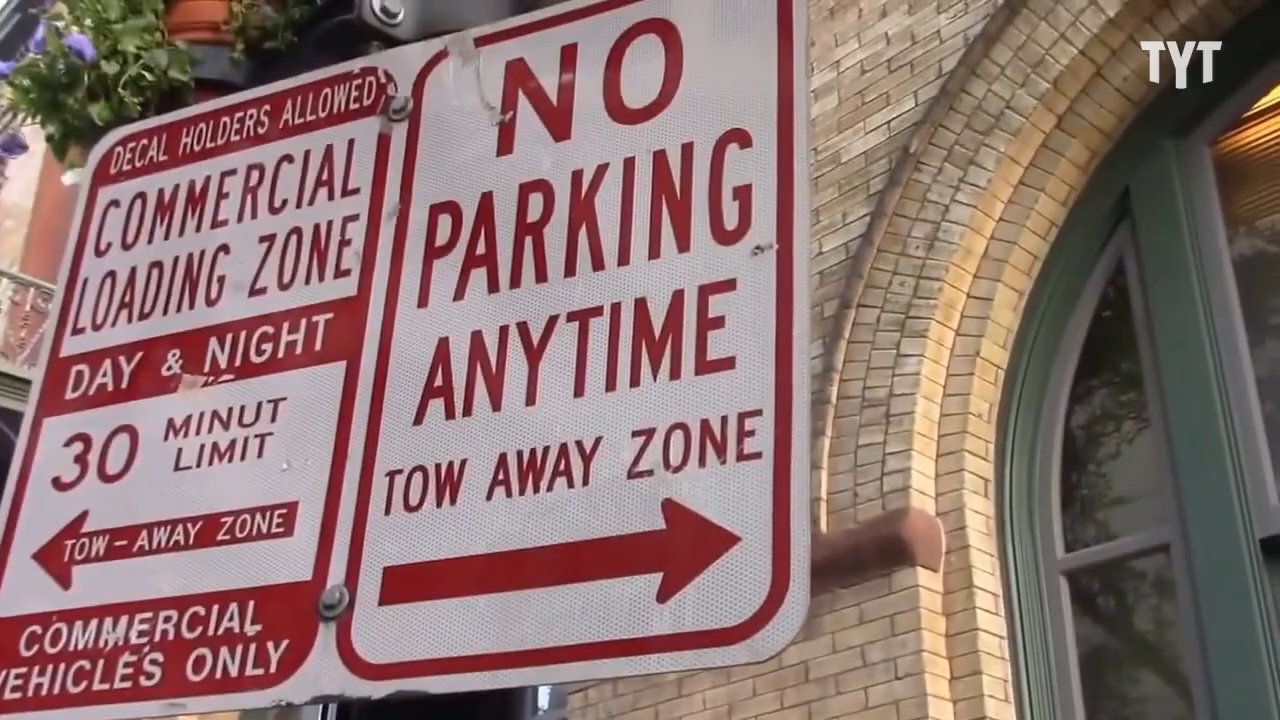 TYT
DECAL HOLDERS ALLOWED
COMMERCIAL
LOADING ZONE
DAY & NIGHT
30 MINUT
LIMIT
TOW-AWAY ZONE
COMMERCIAL
VEHICLES ONLY
NO
PARKING
ANYTIME
TOW AWAY ZONE